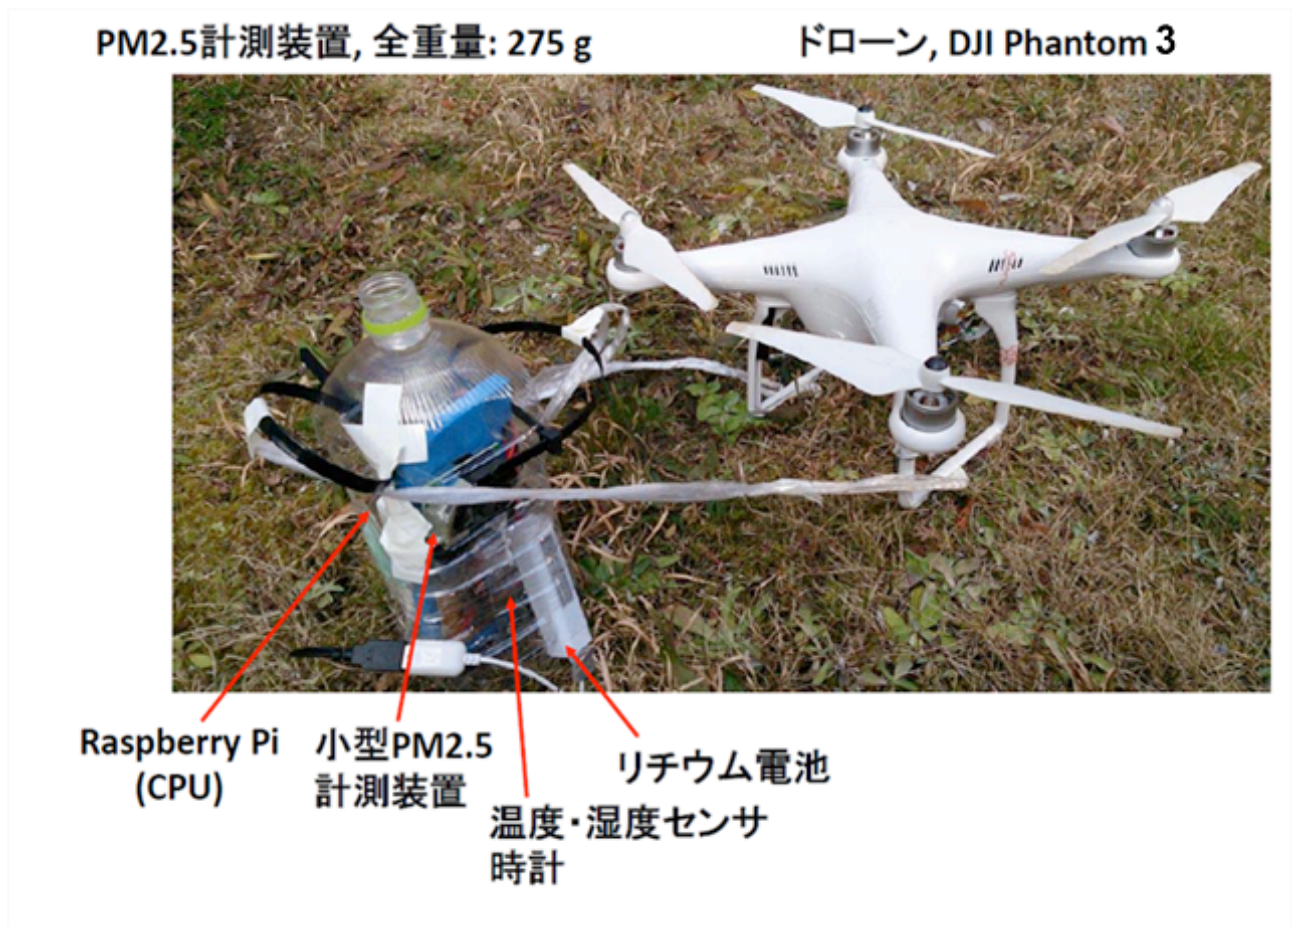 PM2.5計測装置, 全重量: 275 g
ドローン, DJI Phantom 3
Raspberry Pi
(CPU)
小型PM2.5
計測装置
温度・湿度センサ
時計
リチウム電池